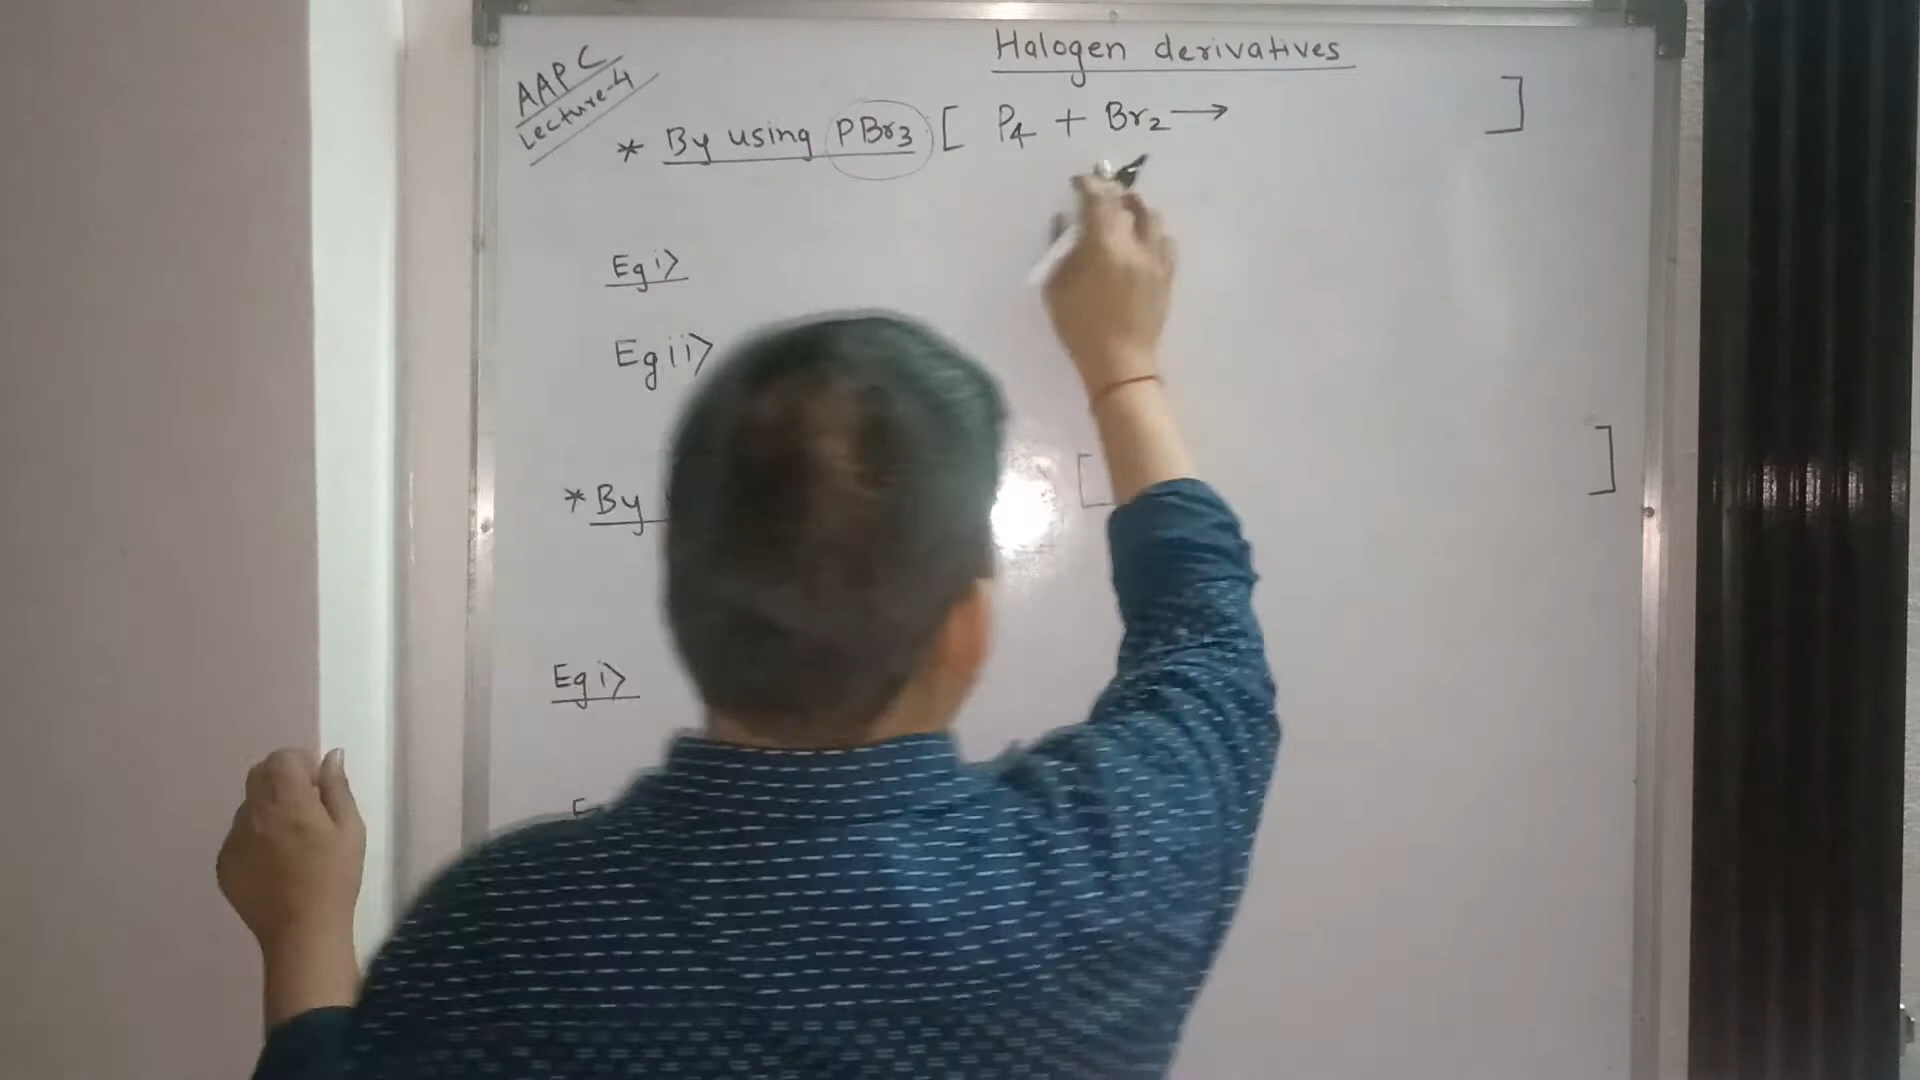 Halogen derivatives
AAPC
Lecture-4
* By using PBr₃ [ P₄ + Br₂ → ]
Eg i>
Eg ii>
* By [ ]
Eg i>